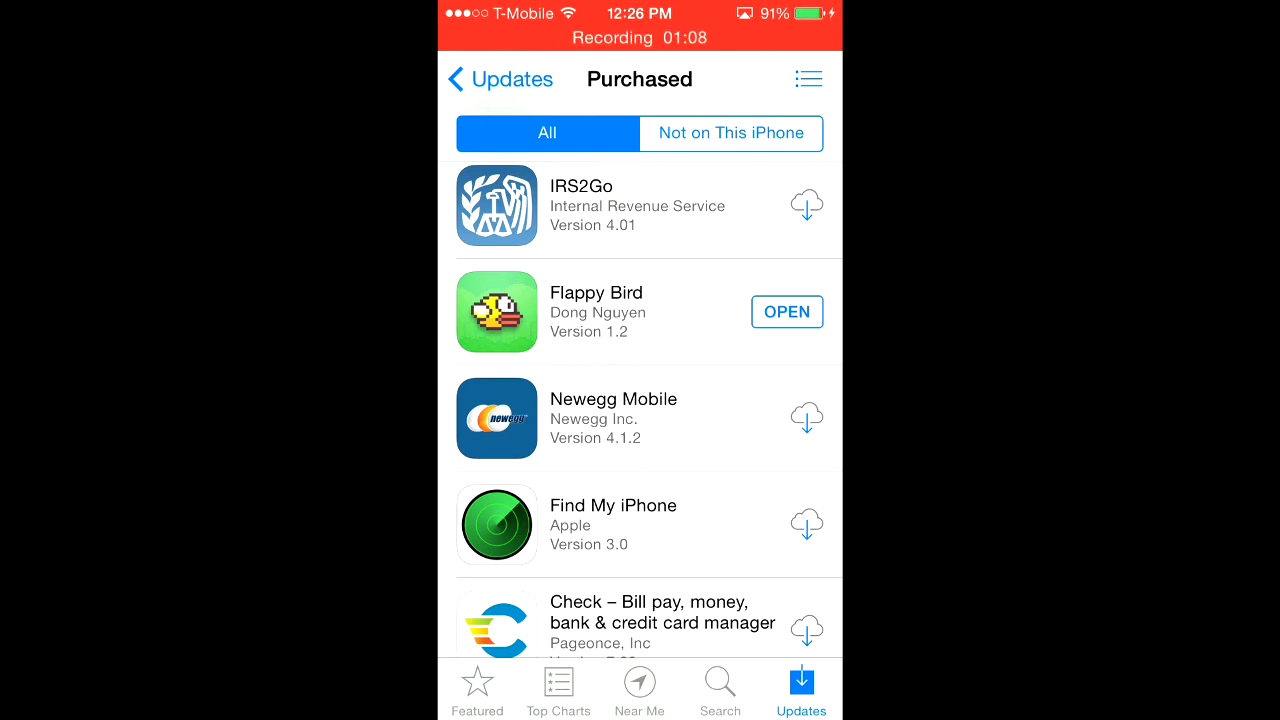 T-Mobile 12:26 PM 91%
Recording 01:08
Updates Purchased
All Not on This iPhone
IRS2Go
Internal Revenue Service
Version 4.01
Flappy Bird
Dong Nguyen
Version 1.2
OPEN
newegg
Newegg Mobile
Newegg Inc.
Version 4.1.2
Find My iPhone
Apple
Version 3.0
Check – Bill pay, money,
bank & credit card manager
Pageonce, Inc
Featured Top Charts Near Me Search Updates